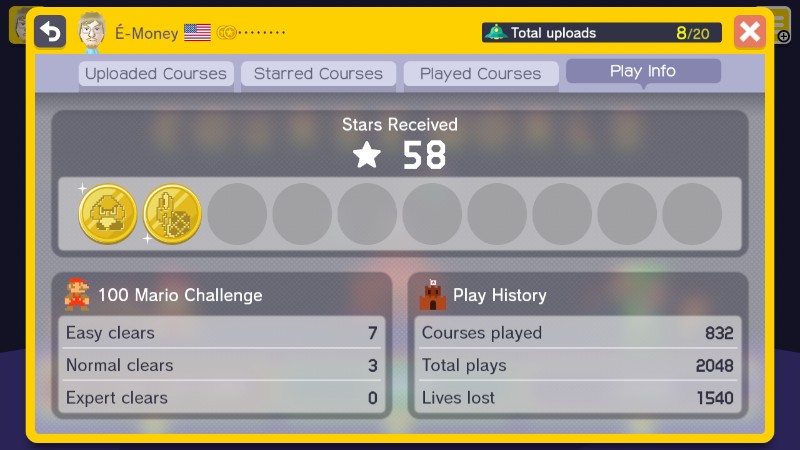 É-Money
Total uploads 8/20
Uploaded Courses
Starred Courses
Played Courses
Play Info
Stars Received
★ 58
100 Mario Challenge
Easy clears 7
Normal clears 3
Expert clears 0
Play History
Courses played 832
Total plays 2048
Lives lost 1540